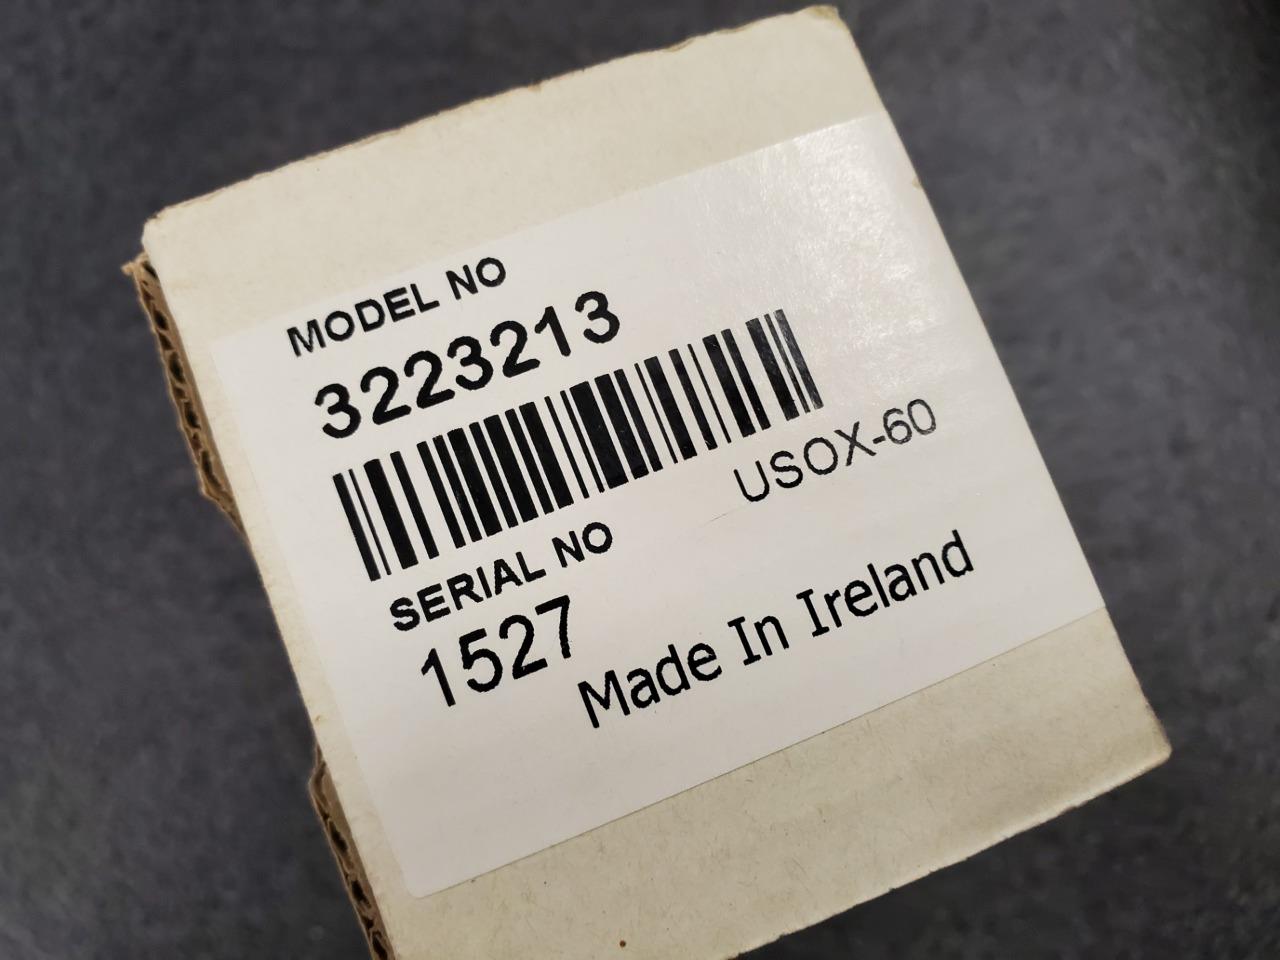 MODEL NO
3223213
USOX-60
SERIAL NO
1527
Made In Ireland